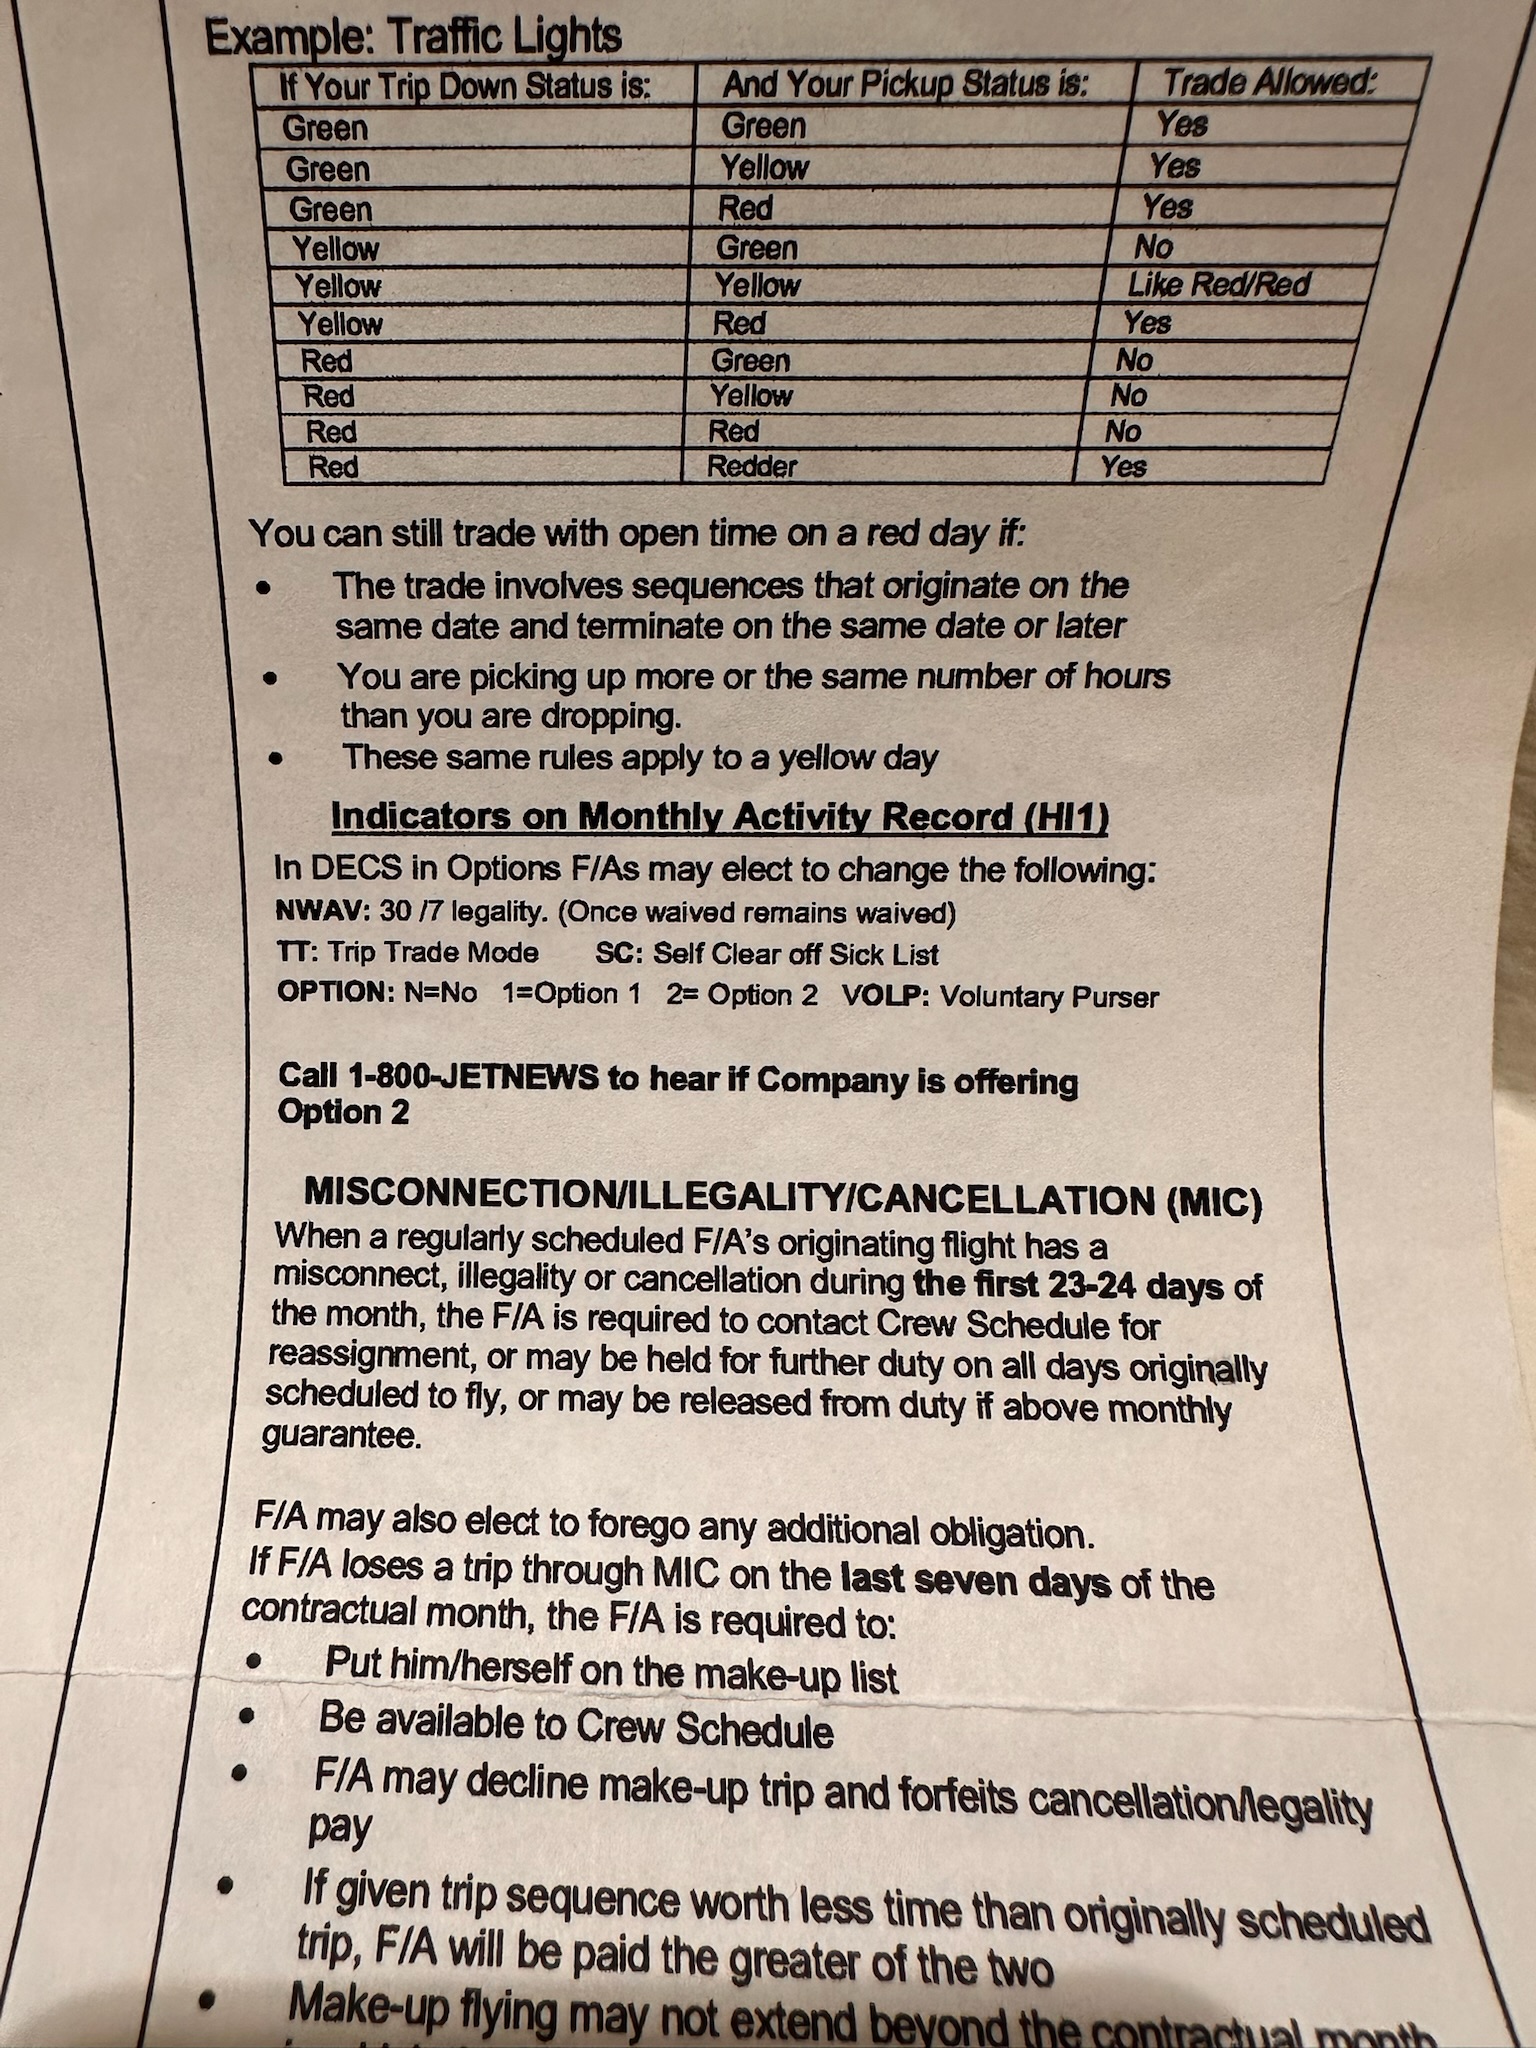 Example: Traffic Lights
If Your Trip Down Status is: And Your Pickup Status is: Trade Allowed:
Green Green Yes
Green Yellow Yes
Green Red Yes
Yellow Green No
Yellow Yellow Like Red/Red
Yellow Red Yes
Red Green No
Red Yellow No
Red Red No
Red Redder Yes
You can still trade with open time on a red day if:
• The trade involves sequences that originate on the
same date and terminate on the same date or later
• You are picking up more or the same number of hours
than you are dropping.
• These same rules apply to a yellow day
Indicators on Monthly Activity Record (HI1)
In DECS in Options F/As may elect to change the following:
NWAV: 30 /7 legality. (Once waived remains waived)
TT: Trip Trade Mode SC: Self Clear off Sick List
OPTION: N=No 1=Option 1 2= Option 2 VOLP: Voluntary Purser
Call 1-800-JETNEWS to hear if Company is offering
Option 2
MISCONNECTION/ILLEGALITY/CANCELLATION (MIC)
When a regularly scheduled F/A's originating flight has a
misconnect, illegality or cancellation during the first 23-24 days of
the month, the F/A is required to contact Crew Schedule for
reassignment, or may be held for further duty on all days originally
scheduled to fly, or may be released from duty if above monthly
guarantee.
F/A may also elect to forego any additional obligation.
If F/A loses a trip through MIC on the last seven days of the
contractual month, the F/A is required to:
• Put him/herself on the make-up list
• Be available to Crew Schedule
• F/A may decline make-up trip and forfeits cancellation/legality
pay
• If given trip sequence worth less time than originally scheduled
trip, F/A will be paid the greater of the two
• Make-up flying may not extend beyond the contractual month